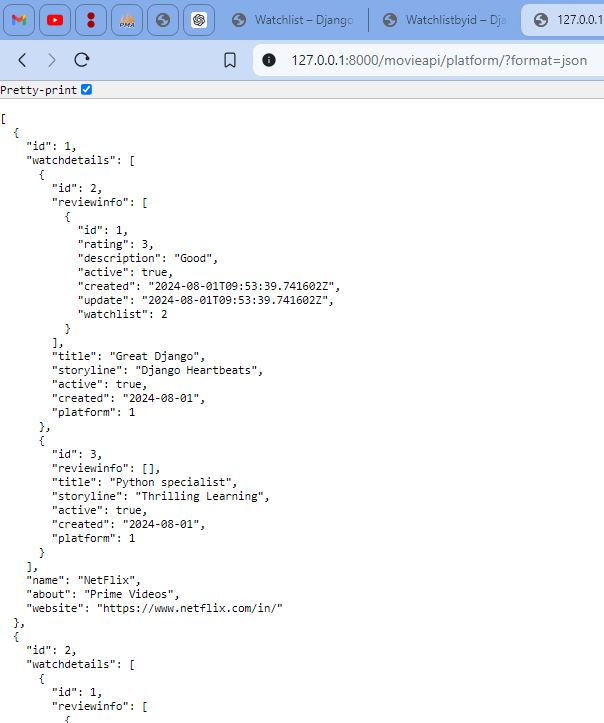 PMA
Watchlist – Django
Watchlistbyid – Dja
127.0.0.1
127.0.0.1:8000/movieapi/platform/?format=json
Pretty-print
[
  {
    "id": 1,
    "watchdetails": [
      {
        "id": 2,
        "reviewinfo": [
          {
            "id": 1,
            "rating": 3,
            "description": "Good",
            "active": true,
            "created": "2024-08-01T09:53:39.741602Z",
            "update": "2024-08-01T09:53:39.741602Z",
            "watchlist": 2
          }
        ],
        "title": "Great Django",
        "storyline": "Django Heartbeats",
        "active": true,
        "created": "2024-08-01",
        "platform": 1
      },
      {
        "id": 3,
        "reviewinfo": [],
        "title": "Python specialist",
        "storyline": "Thrilling Learning",
        "active": true,
        "created": "2024-08-01",
        "platform": 1
      }
    ],
    "name": "NetFlix",
    "about": "Prime Videos",
    "website": "https://www.netflix.com/in/"
  },
  {
    "id": 2,
    "watchdetails": [
      {
        "id": 1,
        "reviewinfo": [
          {